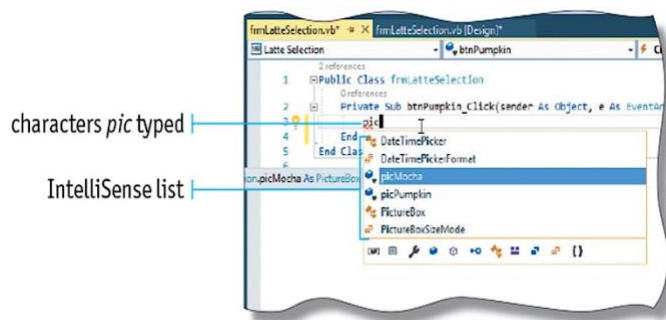 frmLatteSelection.vb* frmLatteSelection.vb [Design]*
Latte Selection btnPumpkin
2 references
1 Public Class frmLatteSelection
0 references
2 Private Sub btnPumpkin_Click(sender As Object, e As EventAr
characters pic typed
3 pic
4 End
DateTimePicker
5 End Clas
DateTimePickerFormat
6
IntelliSense list
picMocha As PictureBox
picMocha
picPumpkin
PictureBox
PictureBoxSizeMode